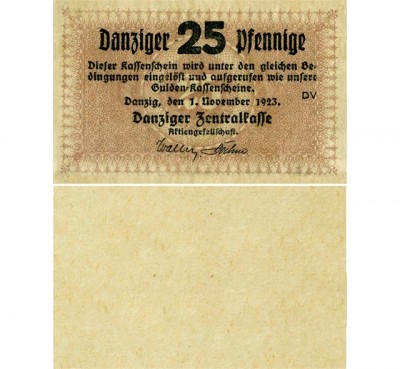 Danziger 25 Pfennige
Dieser Kassenschein wird unter den gleichen Be-
dingungen eingelöst und aufgerufen wie unsere
Gulden-Kassenscheine.
Danzig, den 1. November 1923.
DV
Danziger Zentralkasse
Aktiengesellschaft.